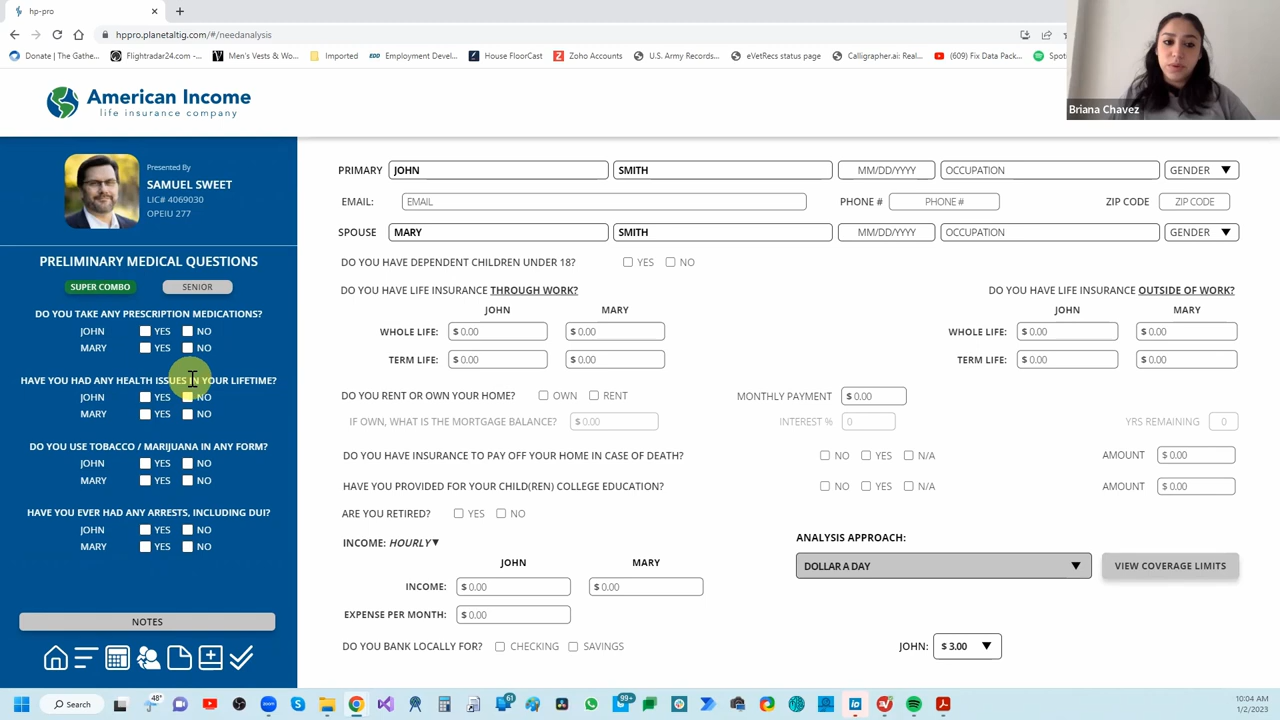 hp-pro
hppro.planetaltig.com/#/needanalysis
Donate | The Gathe...
Flightradar24.com -...
Men's Vests & Wo...
Imported
EDD Employment Devel...
House FloorCast
Zoho Accounts
U.S. Army Records...
eVetRecs status page
Calligrapher.ai: Real...
(609) Fix Data Pack...
Spot
Briana Chavez
American Income
life insurance company
Presented By
SAMUEL SWEET
LIC# 4069030
OPEIU 277
PRELIMINARY MEDICAL QUESTIONS
SUPER COMBO SENIOR
DO YOU TAKE ANY PRESCRIPTION MEDICATIONS?
JOHN YES NO
MARY YES NO
HAVE YOU HAD ANY HEALTH ISSUES IN YOUR LIFETIME?
JOHN YES NO
MARY YES NO
DO YOU USE TOBACCO / MARIJUANA IN ANY FORM?
JOHN YES NO
MARY YES NO
HAVE YOU EVER HAD ANY ARRESTS, INCLUDING DUI?
JOHN YES NO
MARY YES NO
NOTES
PRIMARY JOHN SMITH MM/DD/YYYY OCCUPATION GENDER
EMAIL: EMAIL PHONE # PHONE # ZIP CODE ZIP CODE
SPOUSE MARY SMITH MM/DD/YYYY OCCUPATION GENDER
DO YOU HAVE DEPENDENT CHILDREN UNDER 18? YES NO
DO YOU HAVE LIFE INSURANCE THROUGH WORK? DO YOU HAVE LIFE INSURANCE OUTSIDE OF WORK?
JOHN MARY JOHN MARY
WHOLE LIFE: $ 0.00 $ 0.00 WHOLE LIFE: $ 0.00 $ 0.00
TERM LIFE: $ 0.00 $ 0.00 TERM LIFE: $ 0.00 $ 0.00
DO YOU RENT OR OWN YOUR HOME? OWN RENT MONTHLY PAYMENT $ 0.00
IF OWN, WHAT IS THE MORTGAGE BALANCE? $ 0.00 INTEREST % 0 YRS REMAINING 0
DO YOU HAVE INSURANCE TO PAY OFF YOUR HOME IN CASE OF DEATH? NO YES N/A AMOUNT $ 0.00
HAVE YOU PROVIDED FOR YOUR CHILD(REN) COLLEGE EDUCATION? NO YES N/A AMOUNT $ 0.00
ARE YOU RETIRED? YES NO
INCOME: HOURLY ANALYSIS APPROACH:
JOHN MARY DOLLAR A DAY VIEW COVERAGE LIMITS
INCOME: $ 0.00 $ 0.00
EXPENSE PER MONTH: $ 0.00
DO YOU BANK LOCALLY FOR? CHECKING SAVINGS JOHN: $ 3.00
Search
48°
61
99+
10:04 AM
1/2/2023